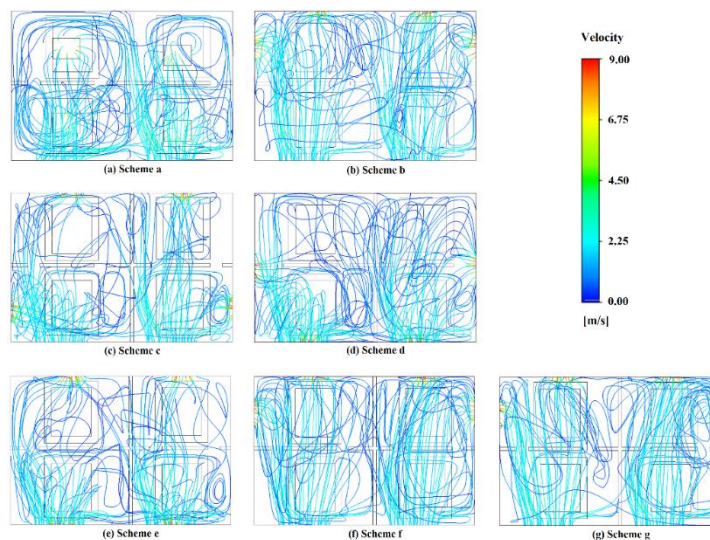 Velocity
9.00
6.75
4.50
2.25
0.00
[m/s]
(a) Scheme a
(b) Scheme b
(c) Scheme c
(d) Scheme d
(e) Scheme e
(f) Scheme f
(g) Scheme g